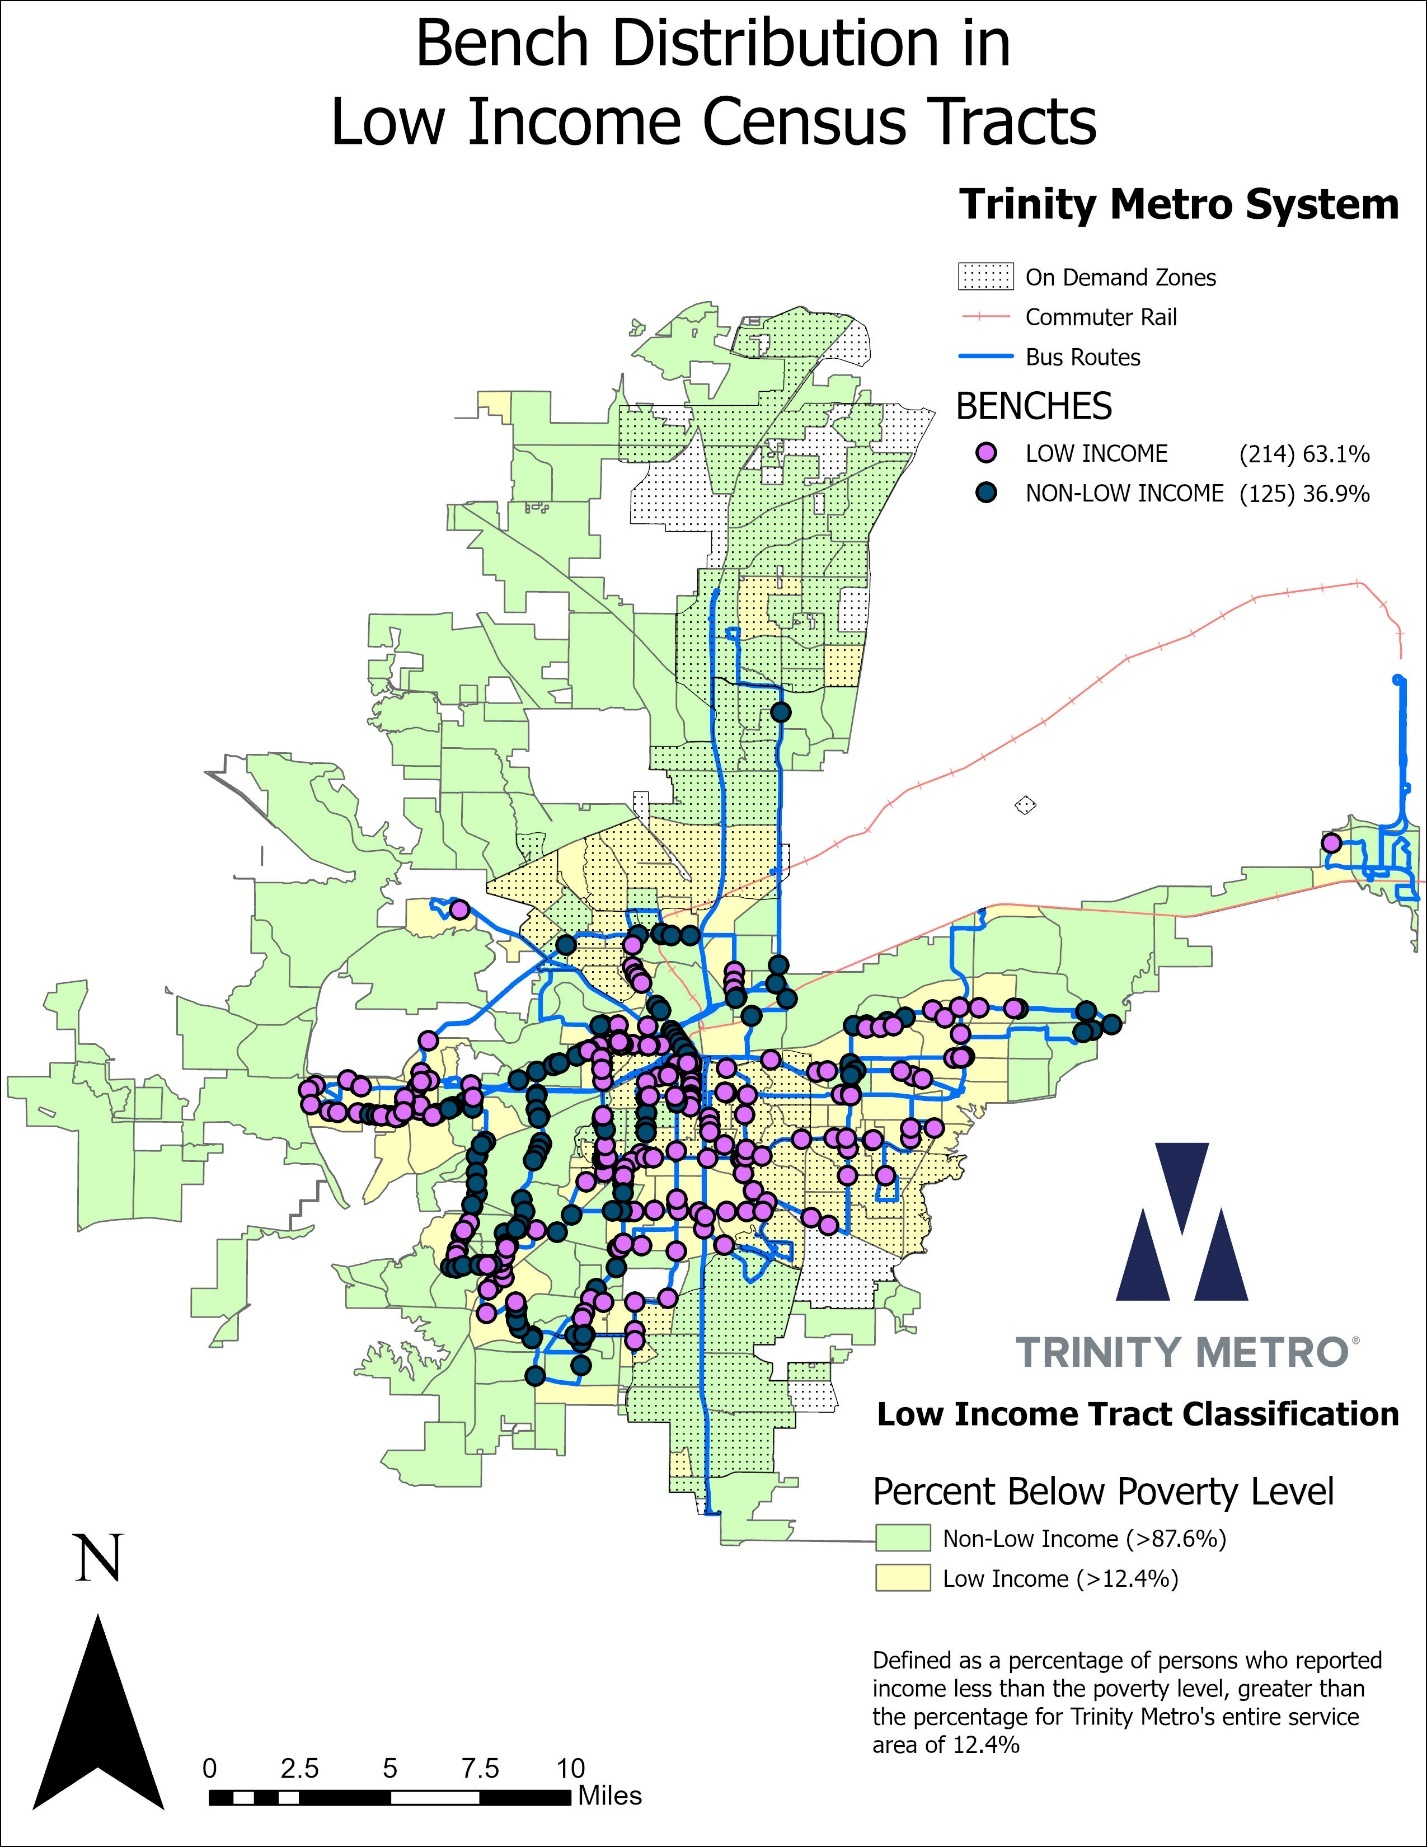 Bench Distribution in
Low Income Census Tracts
Trinity Metro System
On Demand Zones
Commuter Rail
Bus Routes
BENCHES
LOW INCOME (214) 63.1%
NON-LOW INCOME (125) 36.9%
TRINITY METRO®
Low Income Tract Classification
Percent Below Poverty Level
Non-Low Income (>87.6%)
Low Income (>12.4%)
Defined as a percentage of persons who reported
income less than the poverty level, greater than
the percentage for Trinity Metro's entire service
area of 12.4%
N
0 2.5 5 7.5 10
Miles